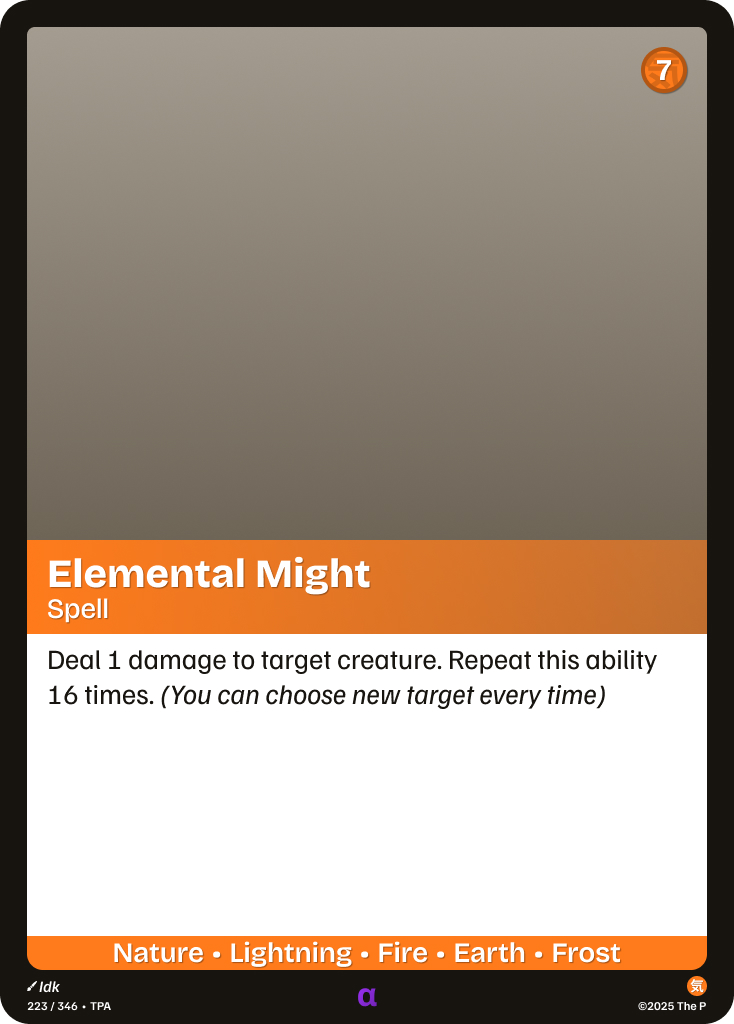 7
Elemental Might
Spell
Deal 1 damage to target creature. Repeat this ability
16 times. (You can choose new target every time)
Nature • Lightning • Fire • Earth • Frost
Idk
α
気
223 / 346 • TPA
©2025 The P